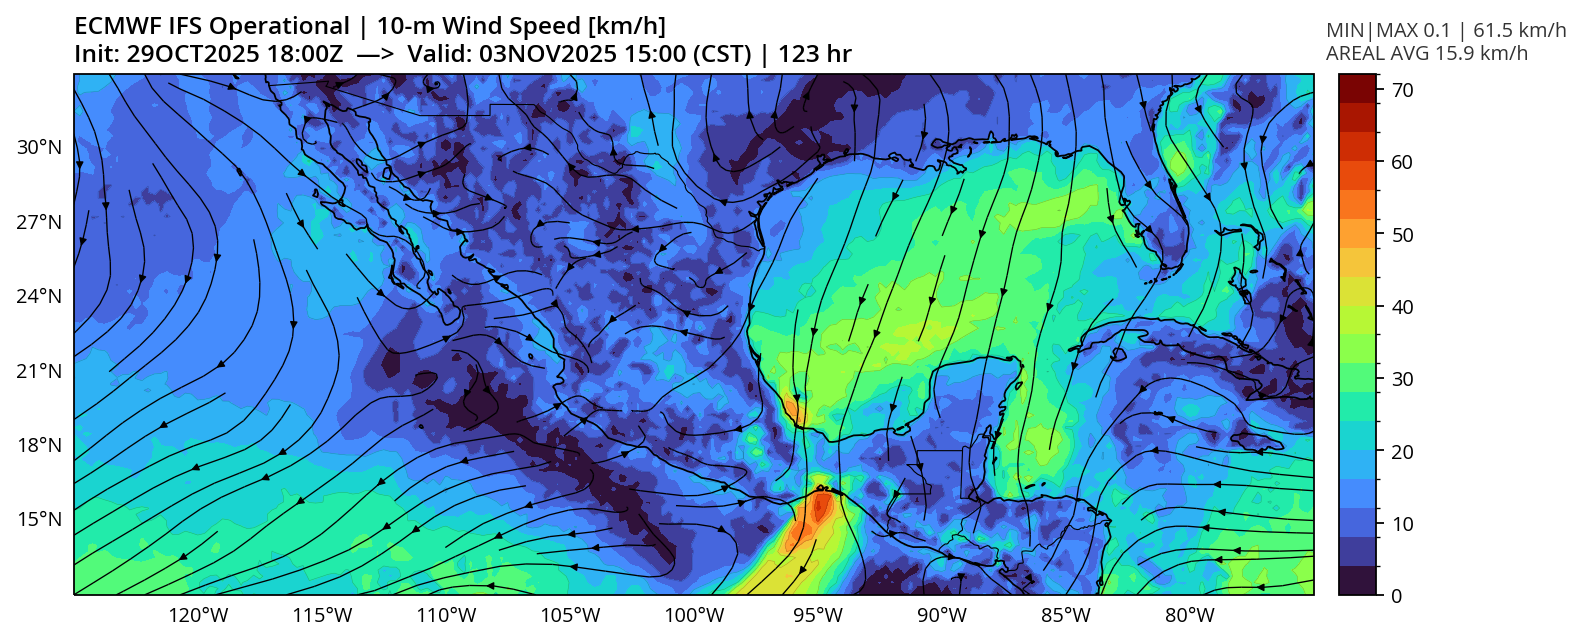 ECMWF IFS Operational | 10-m Wind Speed [km/h]
Init: 29OCT2025 18:00Z —> Valid: 03NOV2025 15:00 (CST) | 123 hr
MIN|MAX 0.1 | 61.5 km/h
AREAL AVG 15.9 km/h
30°N
27°N
24°N
21°N
18°N
15°N
120°W 115°W 110°W 105°W 100°W 95°W 90°W 85°W 80°W
70
60
50
40
30
20
10
0